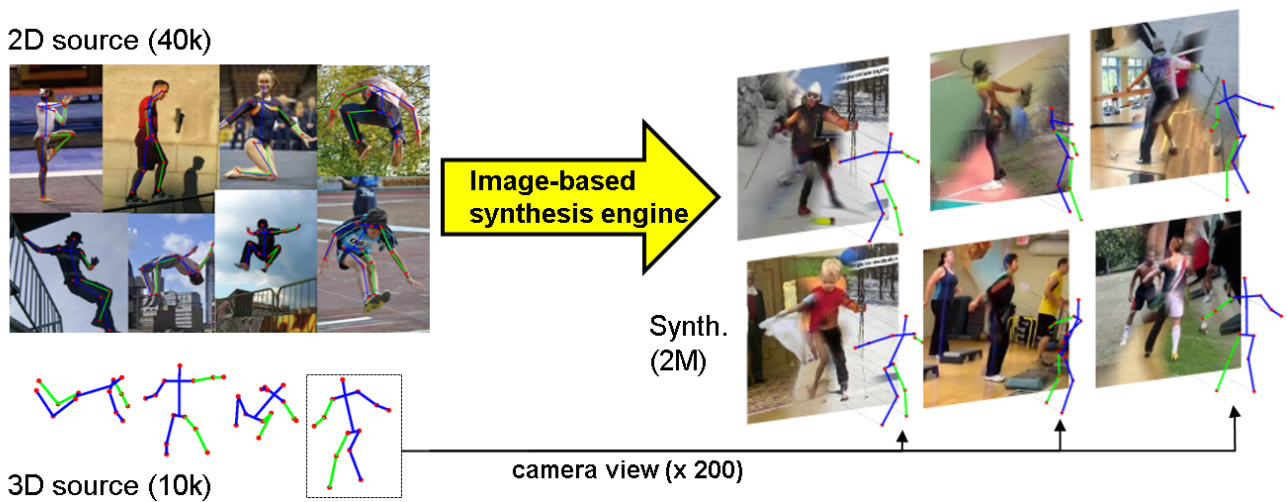 2D source (40k)
Image-based
synthesis engine
Synth.
(2M)
3D source (10k)
camera view (x 200)